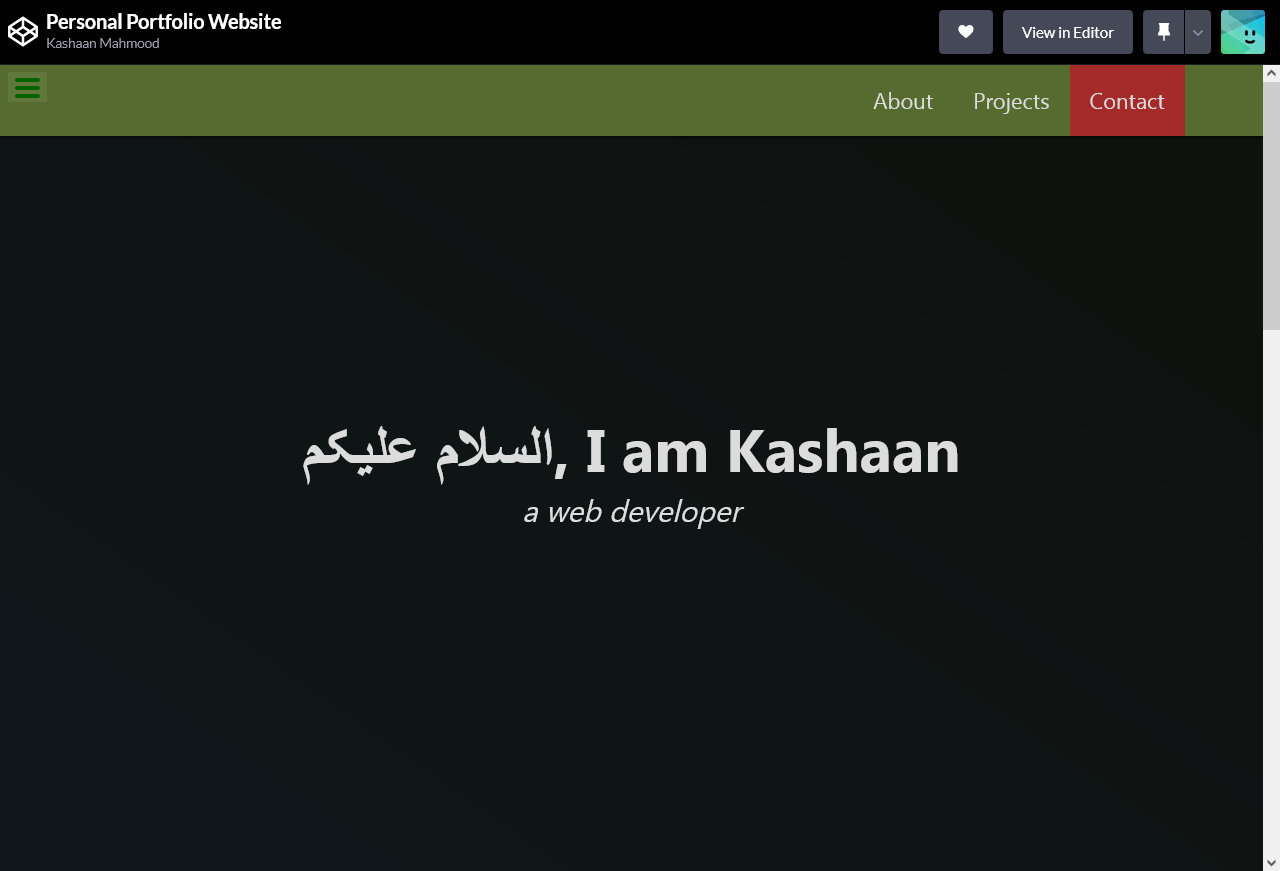 Personal Portfolio Website
Kashaan Mahmood
View in Editor
About
Projects
Contact
السلام عليكم, I am Kashaan
a web developer